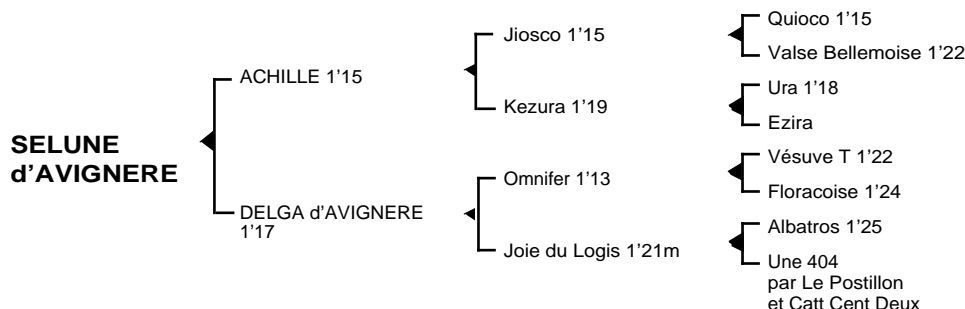 Quioco 1’15
Jiosco 1’15
Valse Bellemoise 1’22
ACHILLE 1’15
Ura 1’18
Kezura 1’19
Ezira
SELUNE
d’AVIGNERE
Vésuve T 1’22
Omnifer 1’13
Floracoise 1’24
DELGA d’AVIGNERE
1’17
Albatros 1’25
Joie du Logis 1’21m
Une 404
par Le Postillon
et Catt Cent Deux